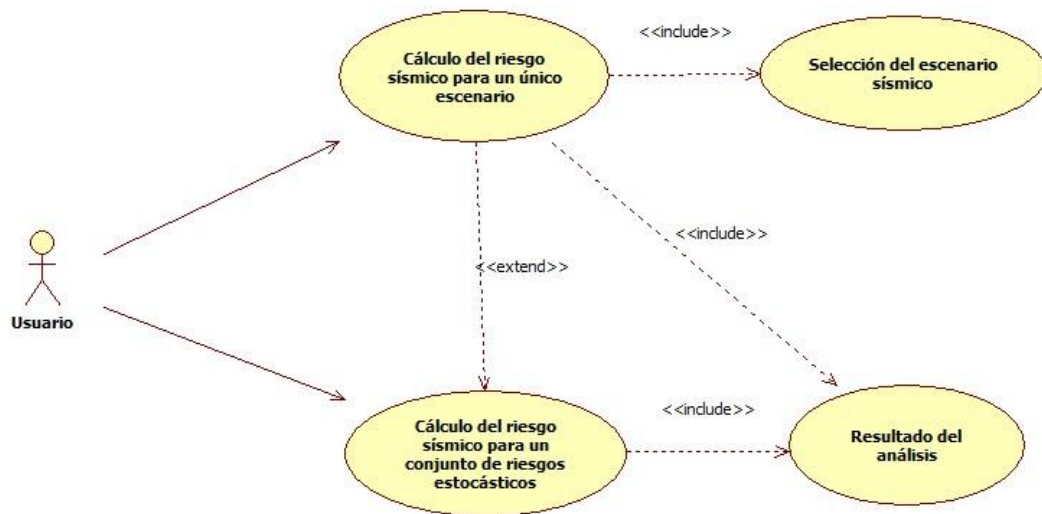 Cálculo del riesgo
sísmico para un único
escenario
<<include>>
Selección del escenario
sísmico
<<include>>
<<extend>>
Usuario
Cálculo del riesgo
sísmico para un
conjunto de riesgos
estocásticos
<<include>>
Resultado del
análisis